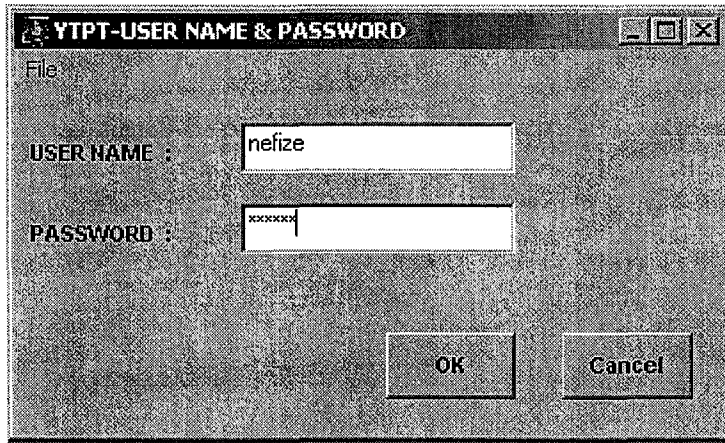 YTPT-USER NAME & PASSWORD
File
USER NAME : nefize
PASSWORD : xxxxxx
OK Cancel